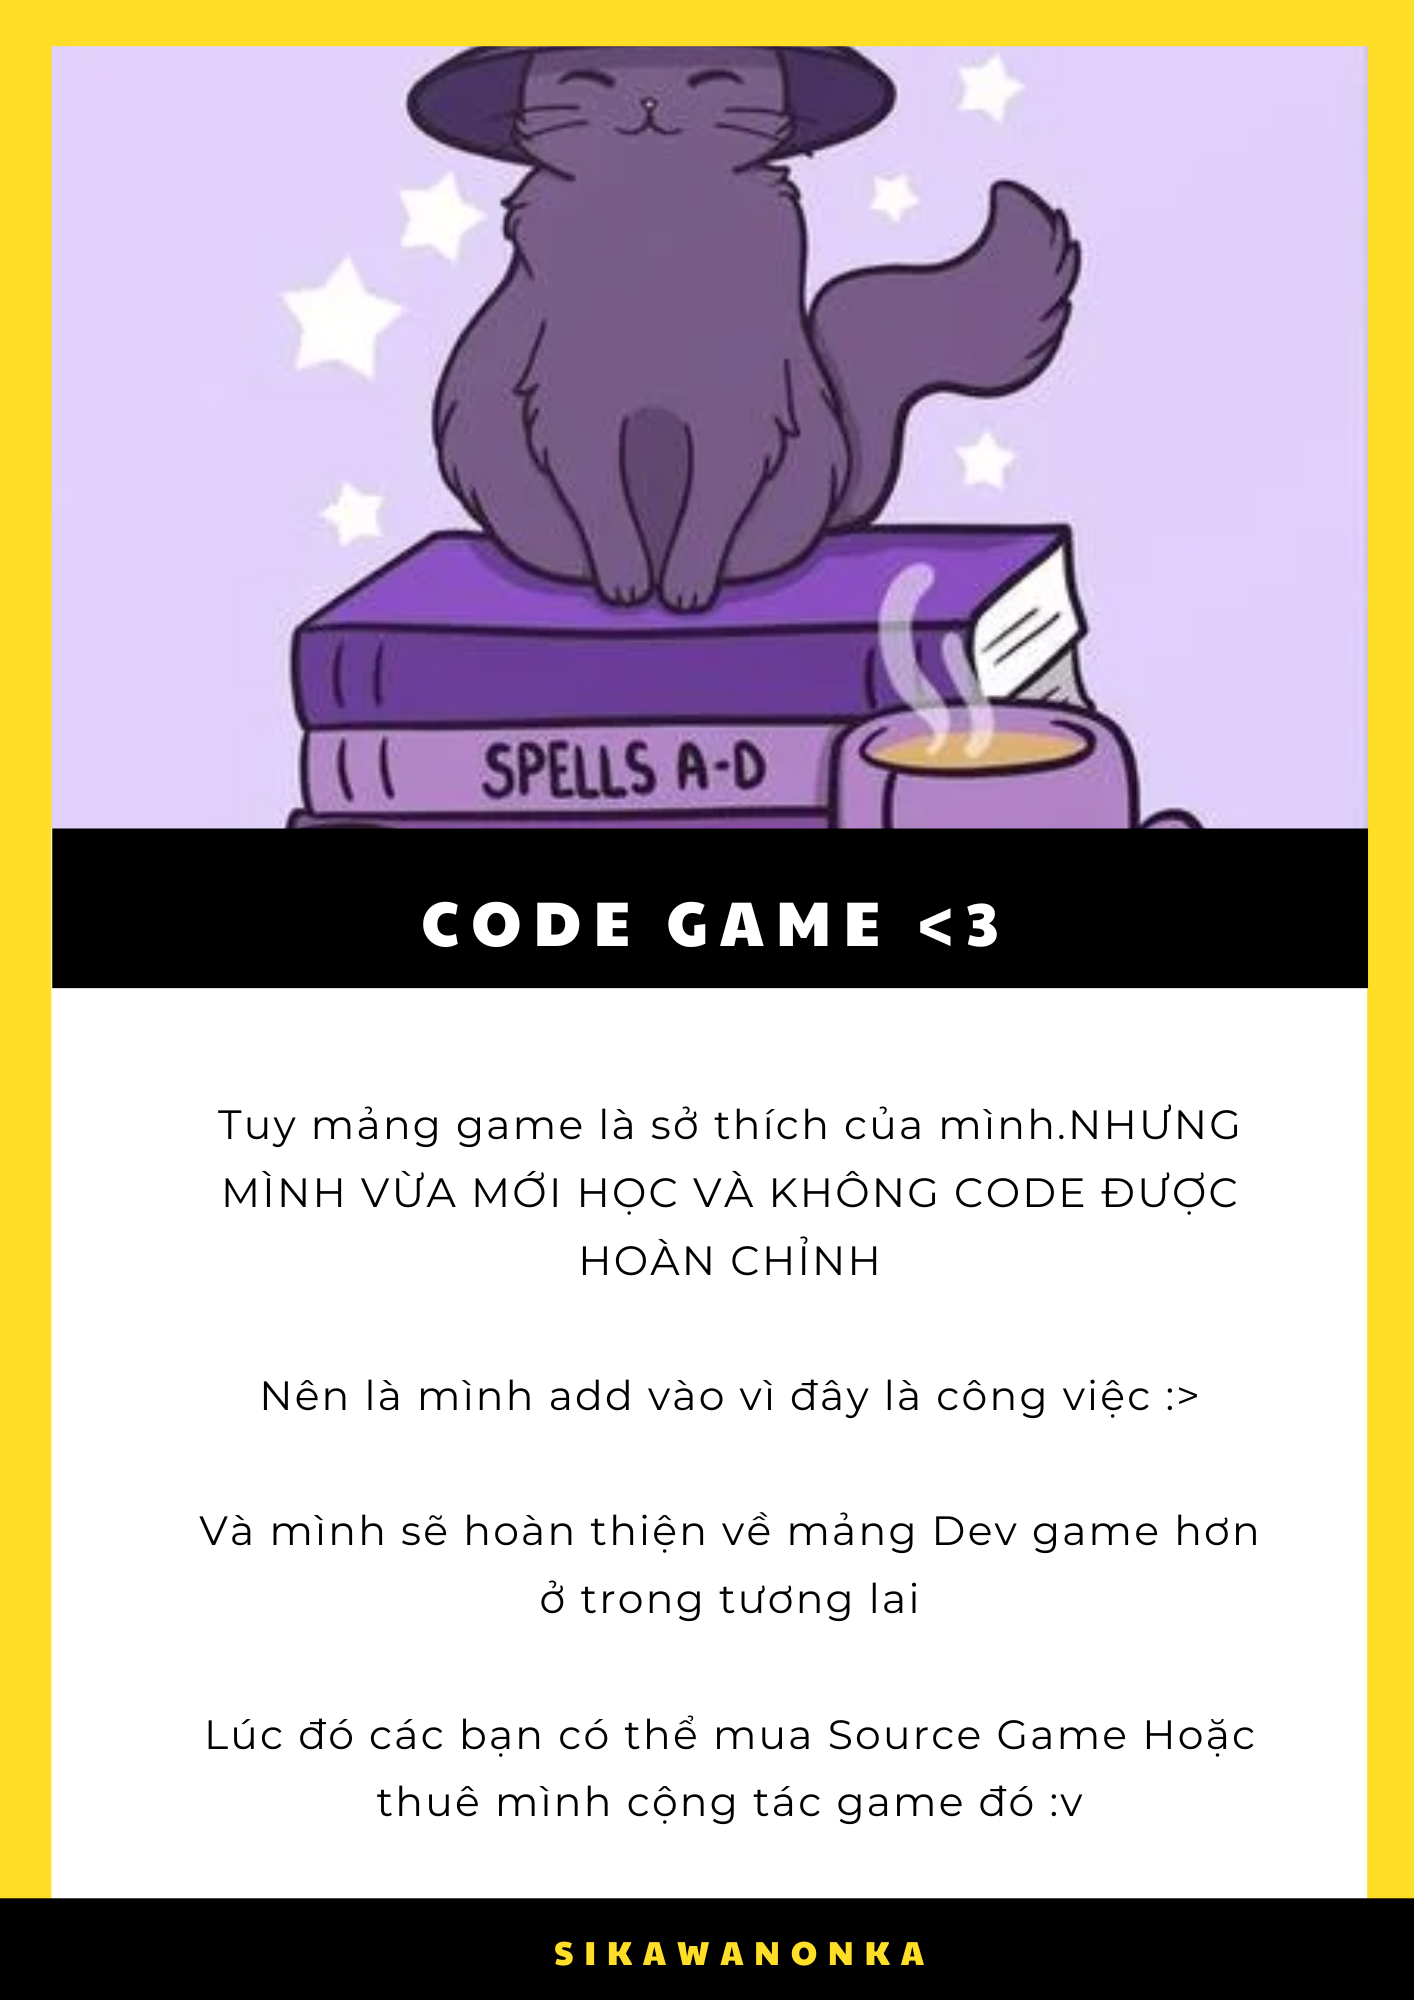 SPELLS A-D
CODE GAME <3
Tuy mảng game là sở thích của mình.NHƯNG
MÌNH VỪA MỚI HỌC VÀ KHÔNG CODE ĐƯỢC
HOÀN CHỈNH
Nên là mình add vào vì đây là công việc :>
Và mình sẽ hoàn thiện về mảng Dev game hơn
ở trong tương lai
Lúc đó các bạn có thể mua Source Game Hoặc
thuê mình cộng tác game đó :v
SIKAWANONKA